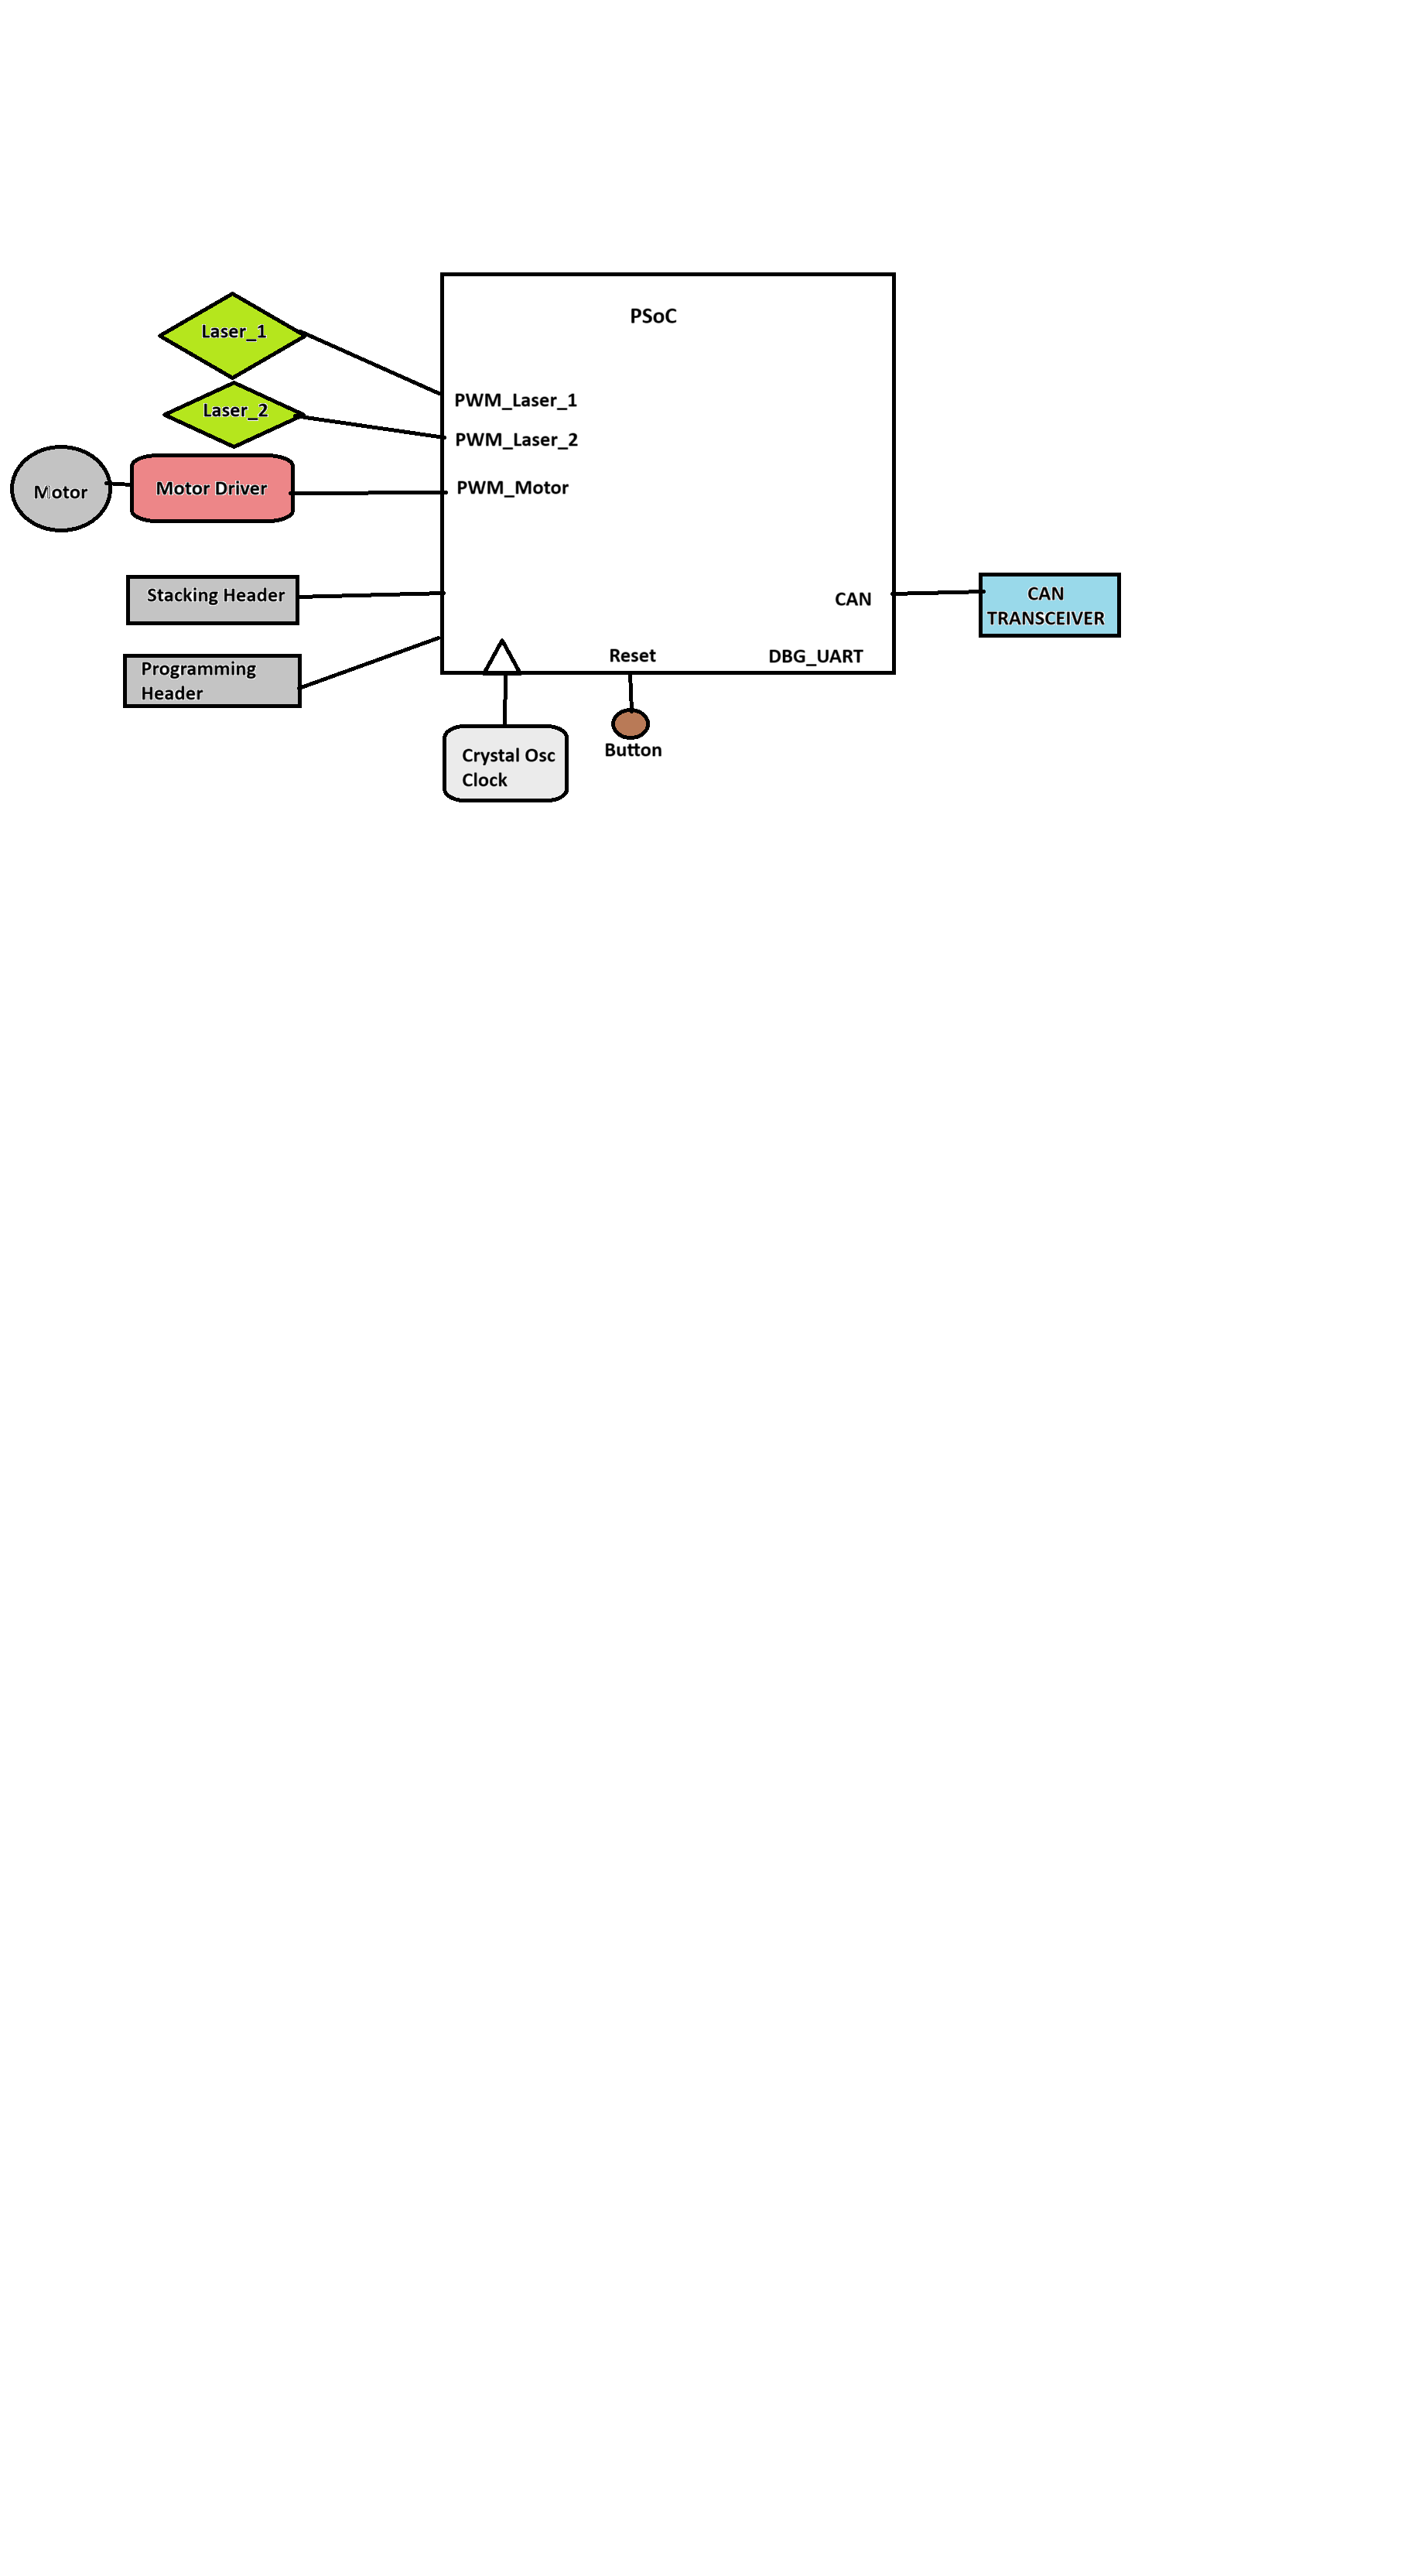 PSoC
Laser_1
PWM_Laser_1
Laser_2
PWM_Laser_2
Motor
Motor Driver
PWM_Motor
Stacking Header
CAN
CAN
TRANSCEIVER
Programming
Header
Reset
DBG_UART
Button
Crystal Osc
Clock